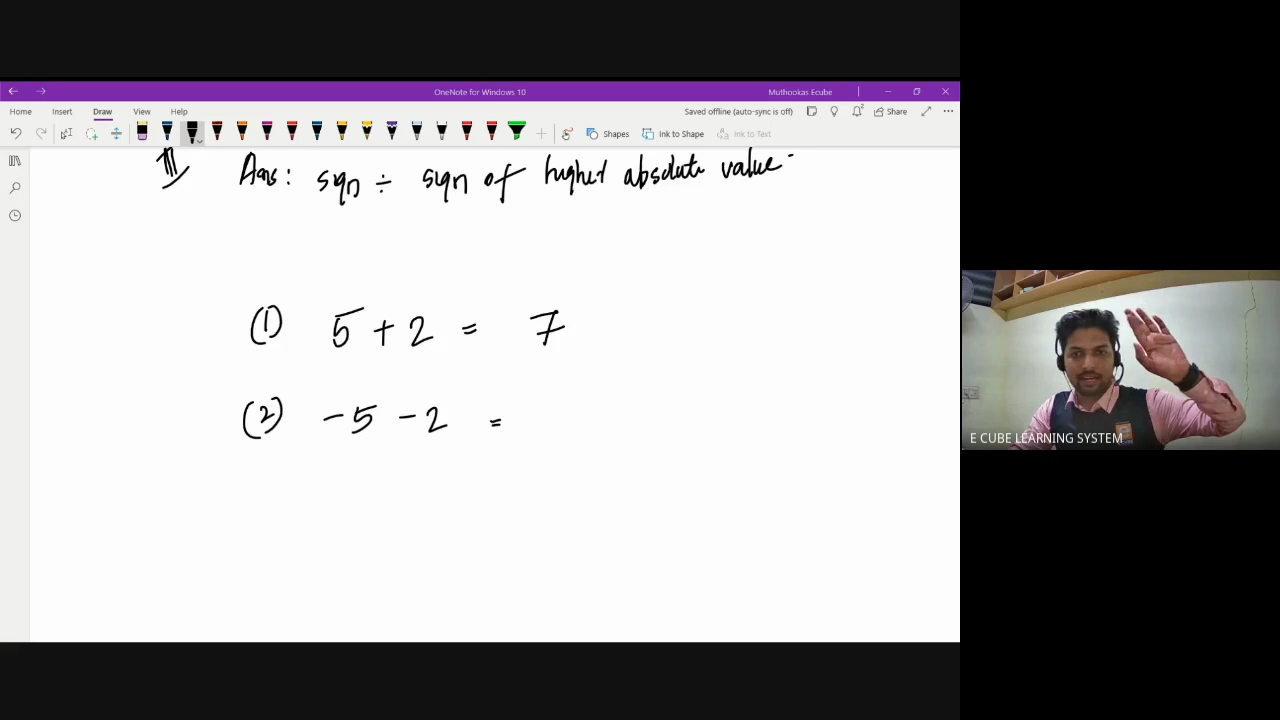 OneNote for Windows 10
Muthookas Ecube
Home Insert Draw View Help
Saved offline (auto-sync is off) Share
Shapes Ink to Shape Ink to Text
III Ans: sign ÷ sign of higher absolute value.
(1) 5 + 2 = 7
(2) -5 -2 =
E CUBE LEARNING SYSTEM